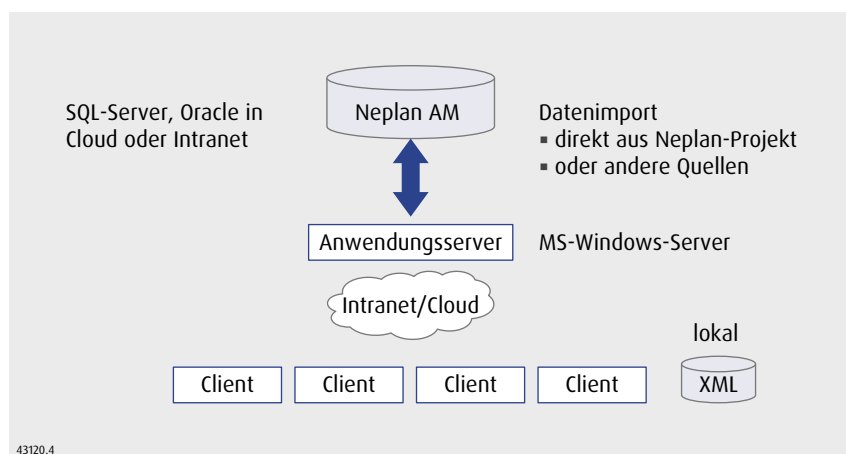 SQL-Server, Oracle in
Cloud oder Intranet
Neplan AM
Datenimport
▪ direkt aus Neplan-Projekt
▪ oder andere Quellen
Anwendungsserver
MS-Windows-Server
Intranet/Cloud
lokal
Client
Client
Client
Client
XML
43120.4